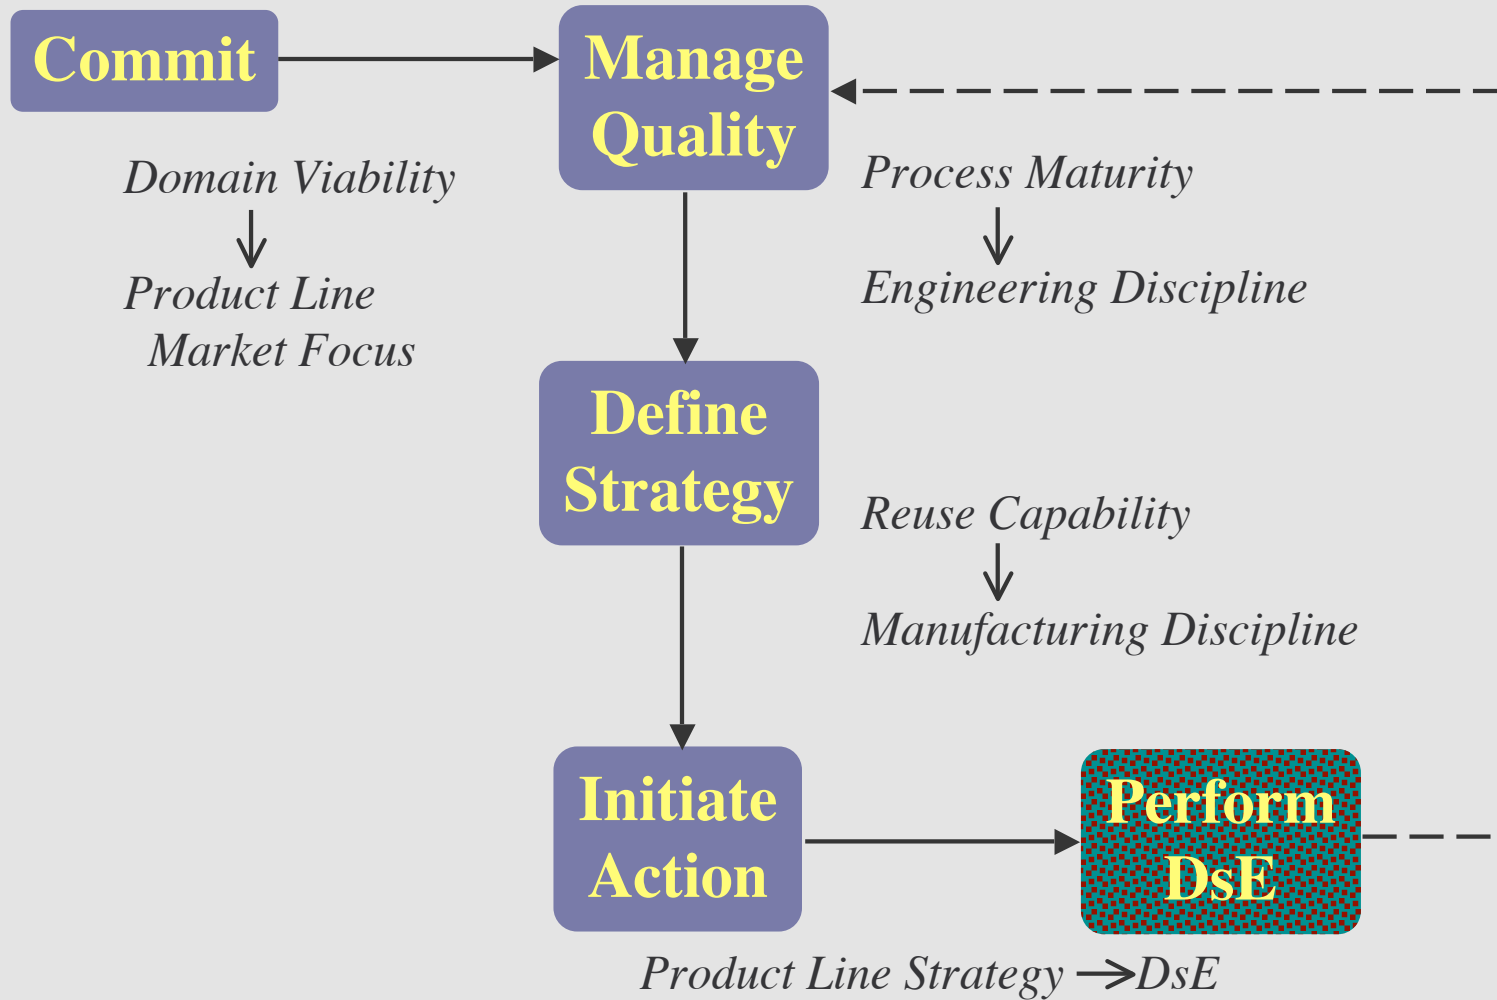 Commit
Manage
Quality
Domain Viability
Product Line
Market Focus
Process Maturity
Engineering Discipline
Define
Strategy
Reuse Capability
Manufacturing Discipline
Initiate
Action
Perform
DsE
Product Line Strategy
DsE